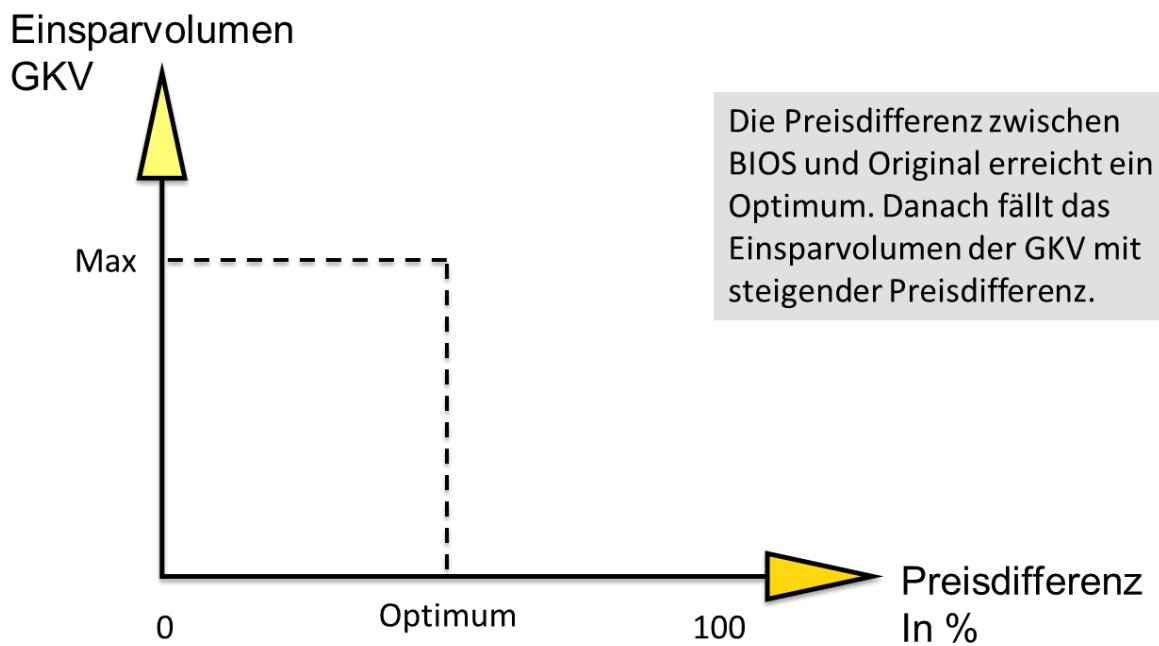 Einsparvolumen
GKV
Die Preisdifferenz zwischen
BIOS und Original erreicht ein
Optimum. Danach fällt das
Einsparvolumen der GKV mit
steigender Preisdifferenz.
Max
Optimum
0
100
Preisdifferenz
In %